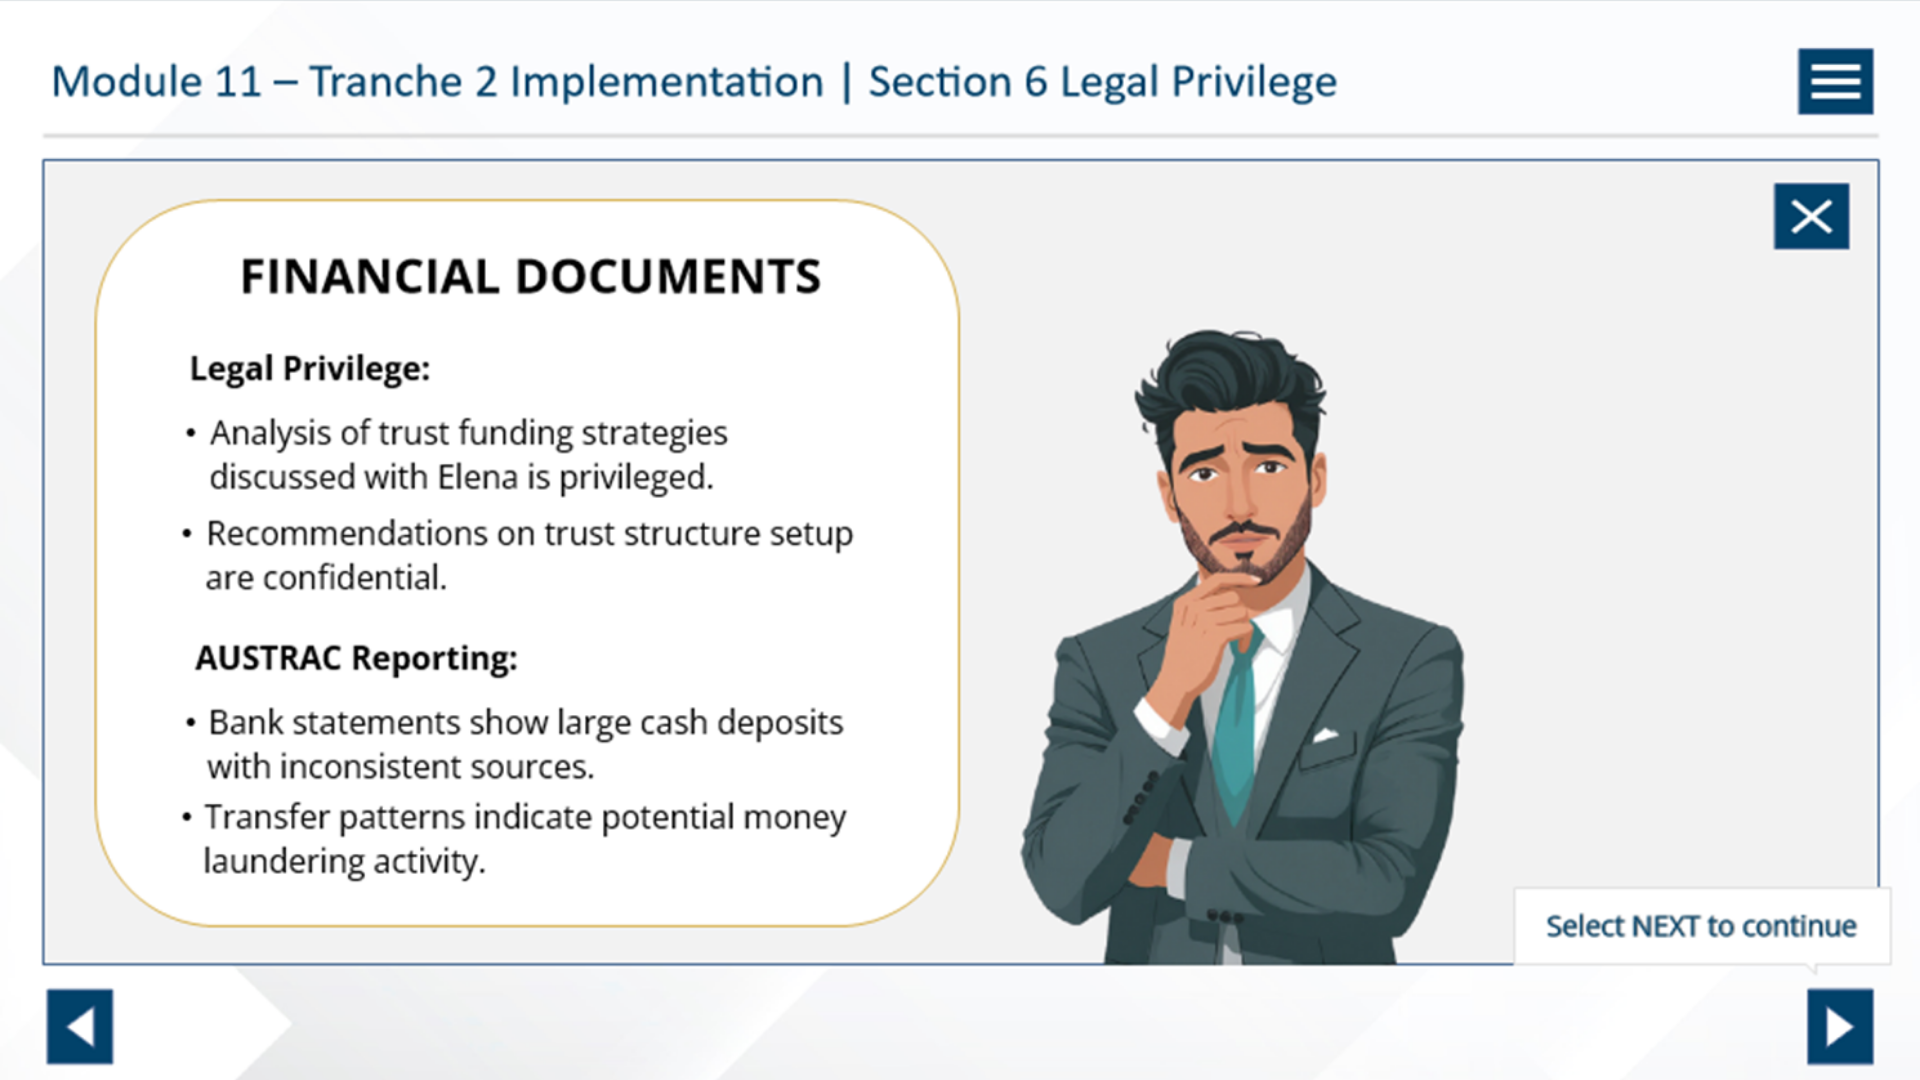 Module 11 – Tranche 2 Implementation | Section 6 Legal Privilege
FINANCIAL DOCUMENTS
Legal Privilege:
• Analysis of trust funding strategies
discussed with Elena is privileged.
• Recommendations on trust structure setup
are confidential.
AUSTRAC Reporting:
• Bank statements show large cash deposits
with inconsistent sources.
• Transfer patterns indicate potential money
laundering activity.
Select NEXT to continue